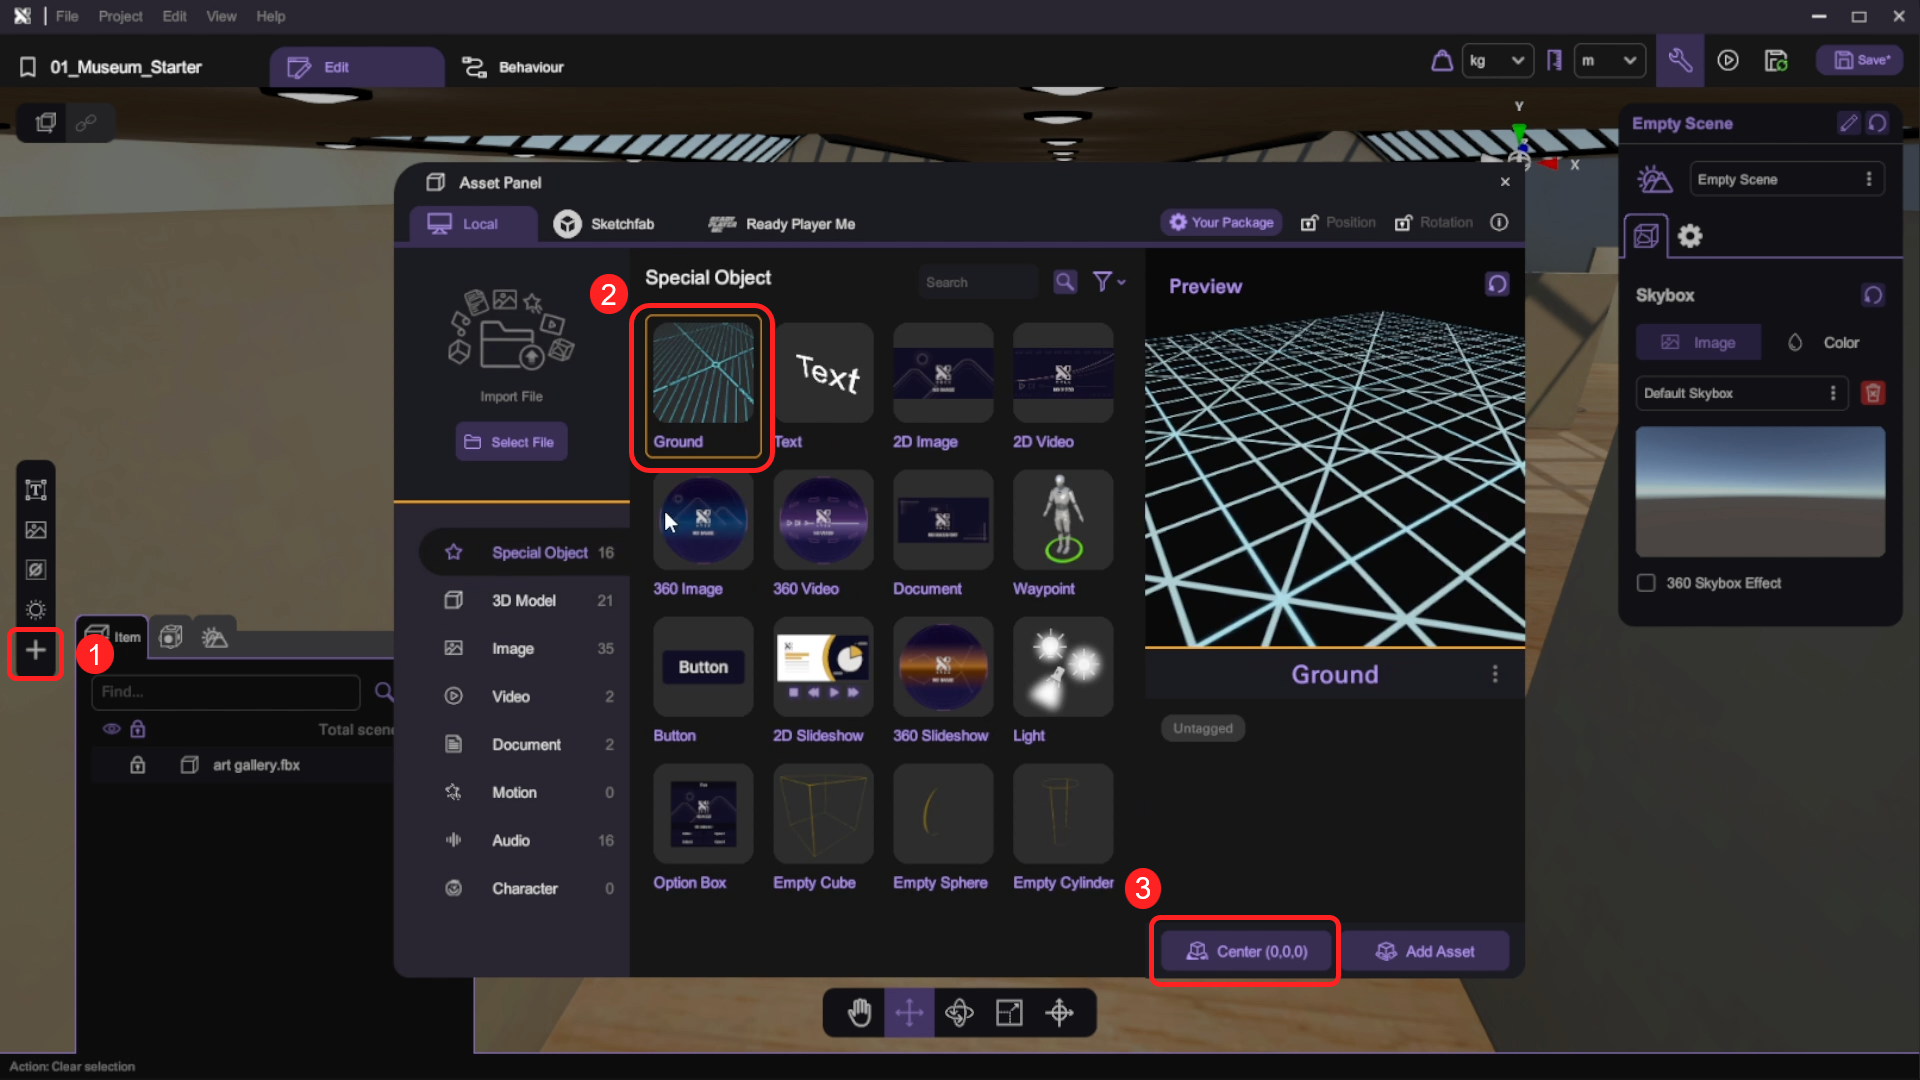 File Project Edit View Help
01_Museum_Starter
Edit
Behaviour
kg
m
Save*
Y
X
Asset Panel
Local
Sketchfab
READY PLAYER ME
Ready Player Me
Your Package
Position
Rotation
Import File
Select File
Special Object 16
3D Model 21
Image 35
Video 2
Document 2
Motion 0
Audio 16
Character 0
Special Object
Search
2
Ground
Text
Text
2D Image
2D Video
360 Image
360 Video
Document
Waypoint
Button
Button
2D Slideshow
360 Slideshow
Light
Option Box
Empty Cube
Empty Sphere
Empty Cylinder
Preview
Ground
Untagged
3
Center (0,0,0)
Add Asset
Empty Scene
Empty Scene
Skybox
Image
Color
Default Skybox
360 Skybox Effect
T
1
Item
Find...
Total scene
art gallery.fbx
Action: Clear selection